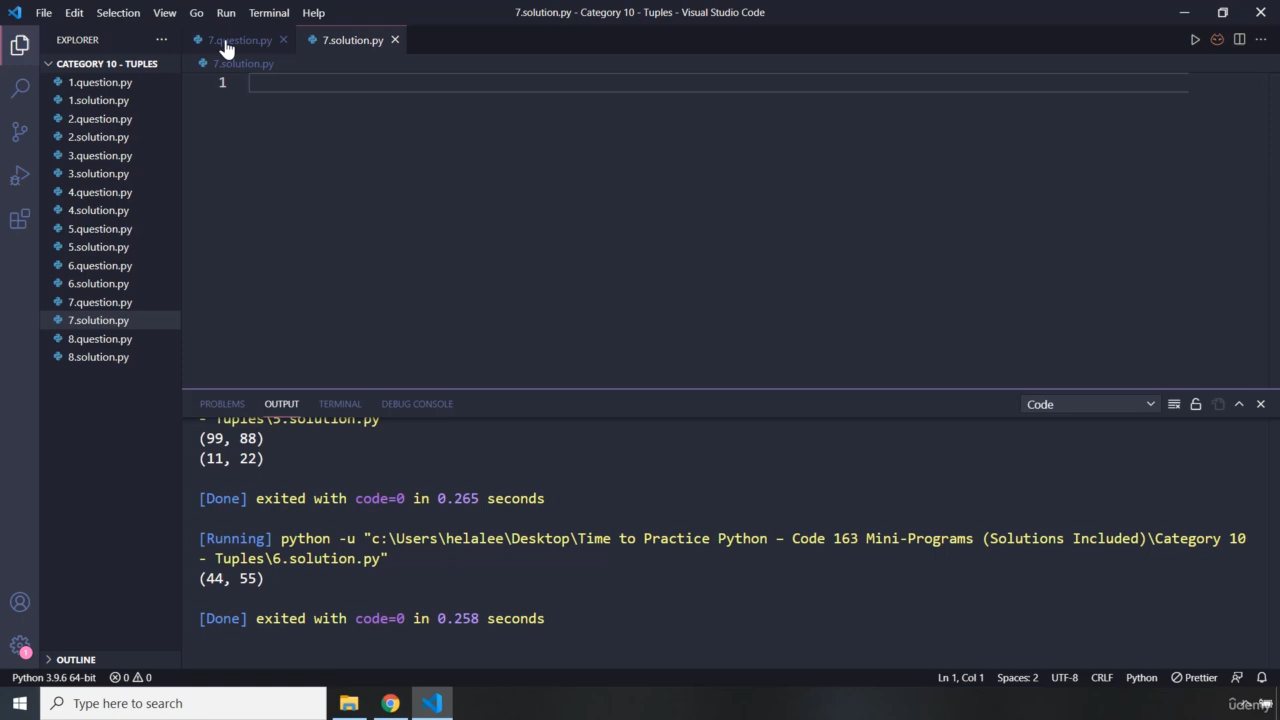 File Edit Selection View Go Run Terminal Help
7.solution.py - Category 10 - Tuples - Visual Studio Code
EXPLORER
7.question.py
7.solution.py
CATEGORY 10 - TUPLES
7.solution.py
1.question.py
1.solution.py
2.question.py
2.solution.py
3.question.py
3.solution.py
4.question.py
4.solution.py
5.question.py
5.solution.py
6.question.py
6.solution.py
7.question.py
7.solution.py
8.question.py
8.solution.py
1
PROBLEMS OUTPUT TERMINAL DEBUG CONSOLE
Code
- Tuples\5.solution.py
(99, 88)
(11, 22)
[Done] exited with code=0 in 0.265 seconds
[Running] python -u "c:\Users\helalee\Desktop\Time to Practice Python – Code 163 Mini-Programs (Solutions Included)\Category 10
- Tuples\6.solution.py"
(44, 55)
[Done] exited with code=0 in 0.258 seconds
1
OUTLINE
Python 3.9.6 64-bit 0 0
Ln 1, Col 1 Spaces: 2 UTF-8 CRLF Python Prettier
Type here to search
udemy